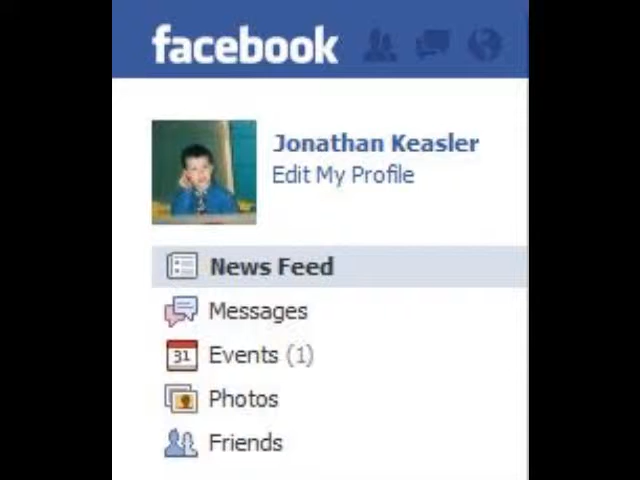 facebook
Jonathan Keasler
Edit My Profile
News Feed
Messages
31 Events (1)
Photos
Friends